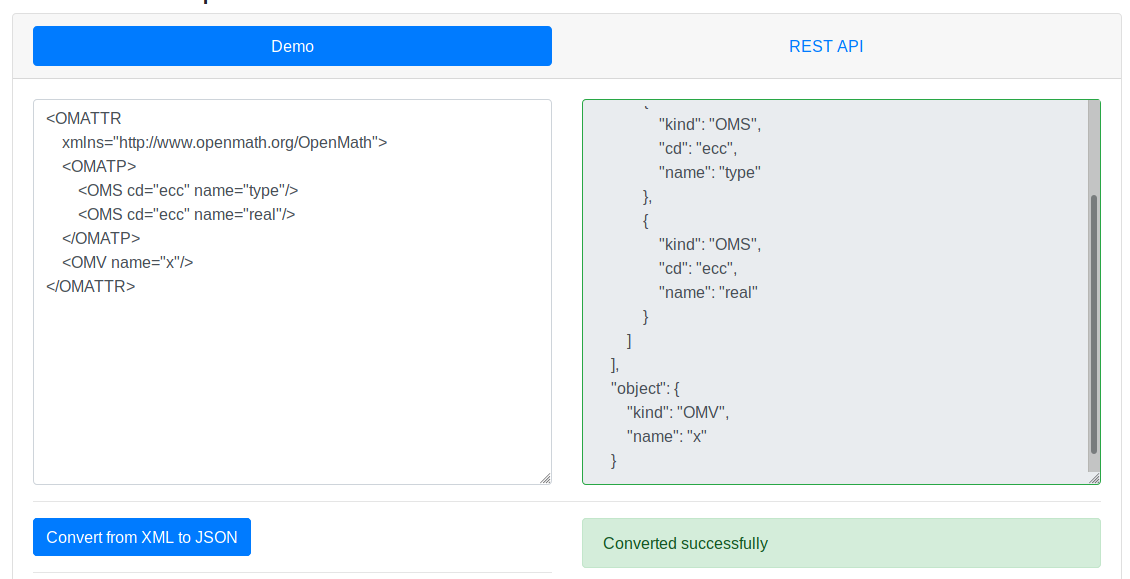 Demo
REST API
<OMATTR
xmlns="http://www.openmath.org/OpenMath">
<OMATP>
<OMS cd="ecc" name="type"/>
<OMS cd="ecc" name="real"/>
</OMATP>
<OMV name="x"/>
</OMATTR>
"kind": "OMS",
"cd": "ecc",
"name": "type"
},
{
"kind": "OMS",
"cd": "ecc",
"name": "real"
}
]
],
"object": {
"kind": "OMV",
"name": "x"
}
Convert from XML to JSON
Converted successfully